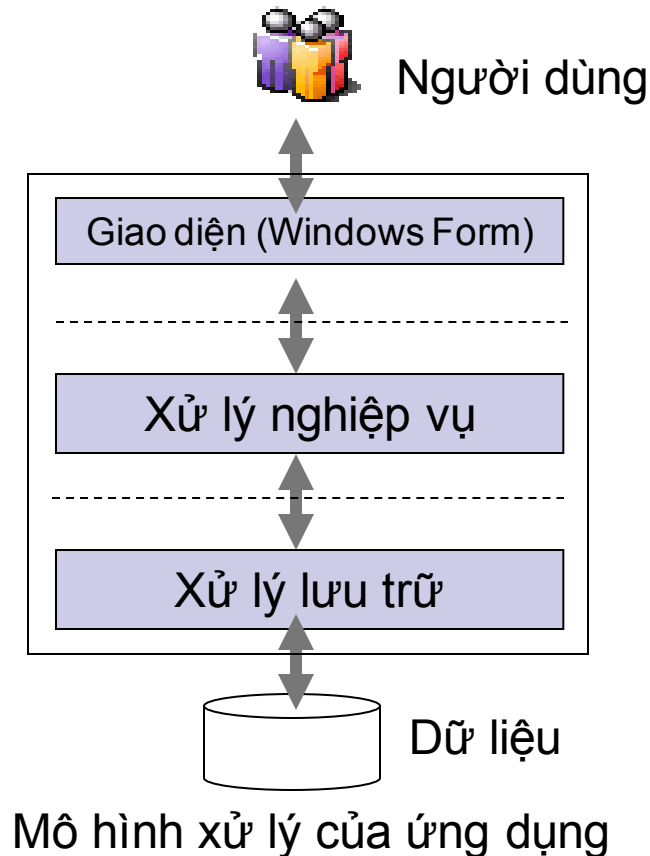 Người dùng
Giao diện (Windows Form)
Xử lý nghiệp vụ
Xử lý lưu trữ
Dữ liệu
Mô hình xử lý của ứng dụng